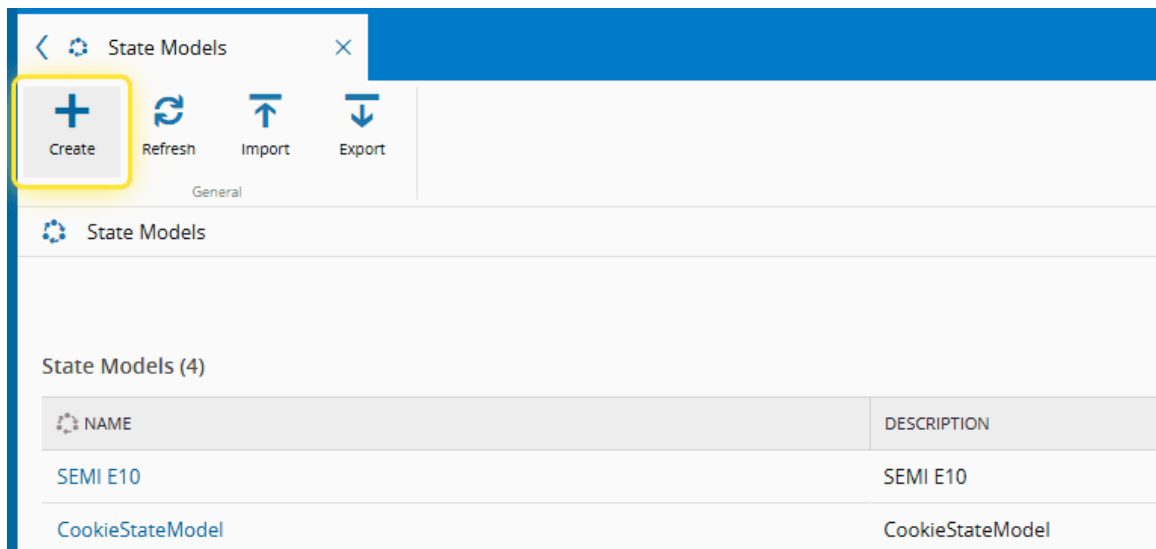 State Models
Create Refresh Import Export
General
State Models
State Models (4)
NAME DESCRIPTION
SEMI E10 SEMI E10
CookieStateModel CookieStateModel